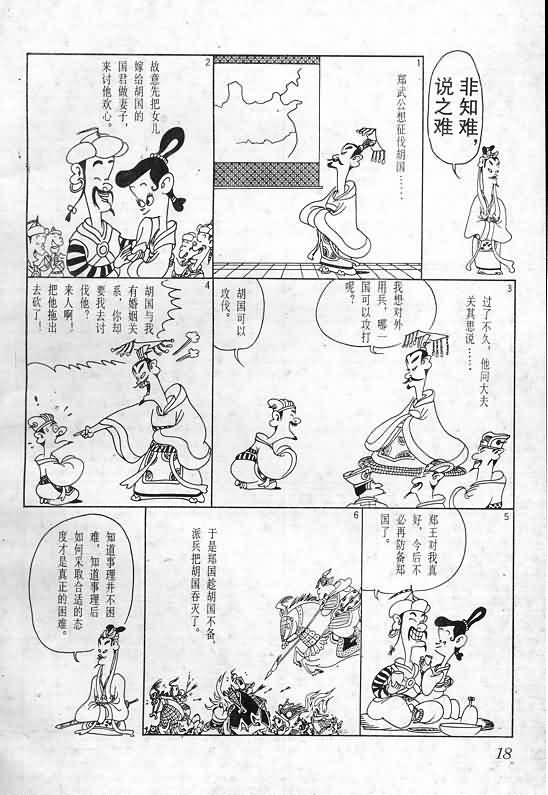 非知难，
说之难
1
郑武公想征伐胡国……
2
故意先把女儿
嫁给胡国的
国君做妻子，
来讨他欢心。
3
过了不久，他问大夫
关其思说……
我想对外
用兵，哪一
国可以攻打
呢？
胡国可以
攻伐。
4
胡国与我
有婚姻关
系，你却
要我去讨
伐他？
来人啊！
把他拖出
去砍了！
5
郑王对我真
好，今后不
必再防备郑
国了。
6
于是郑国趁胡国不备，
派兵把胡国吞灭了。
知道事理并不困
难，知道事理后
如何采取合适的态
度才是真正的困难。
18